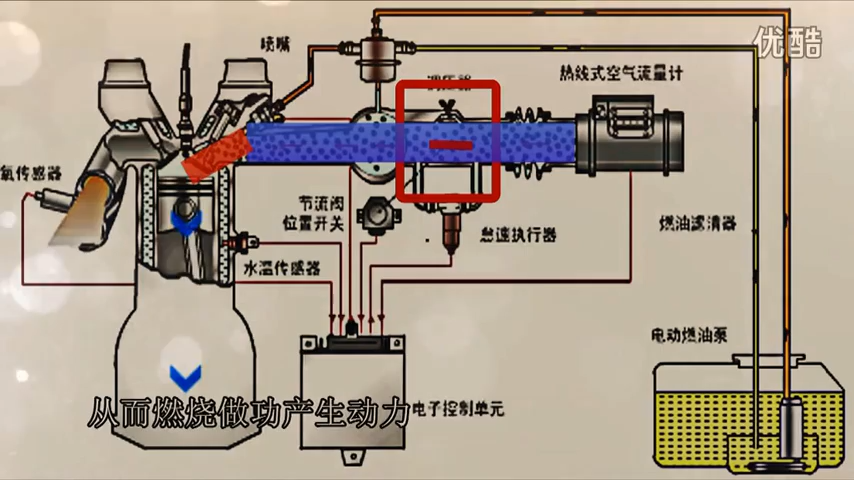 优酷
喷嘴
调压器
热线式空气流量计
氧传感器
节流阀
位置开关
怠速执行器
燃油滤清器
水温传感器
电动燃油泵
从而燃烧做功产生动力
电子控制单元